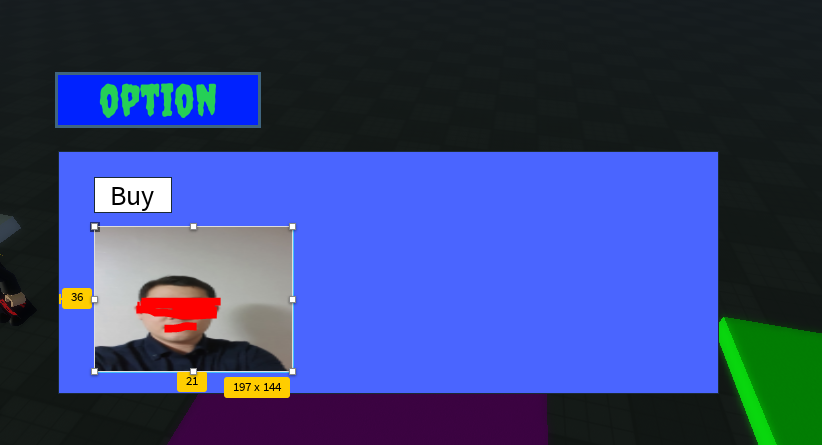 OPTION
Buy
36
21
197 x 144